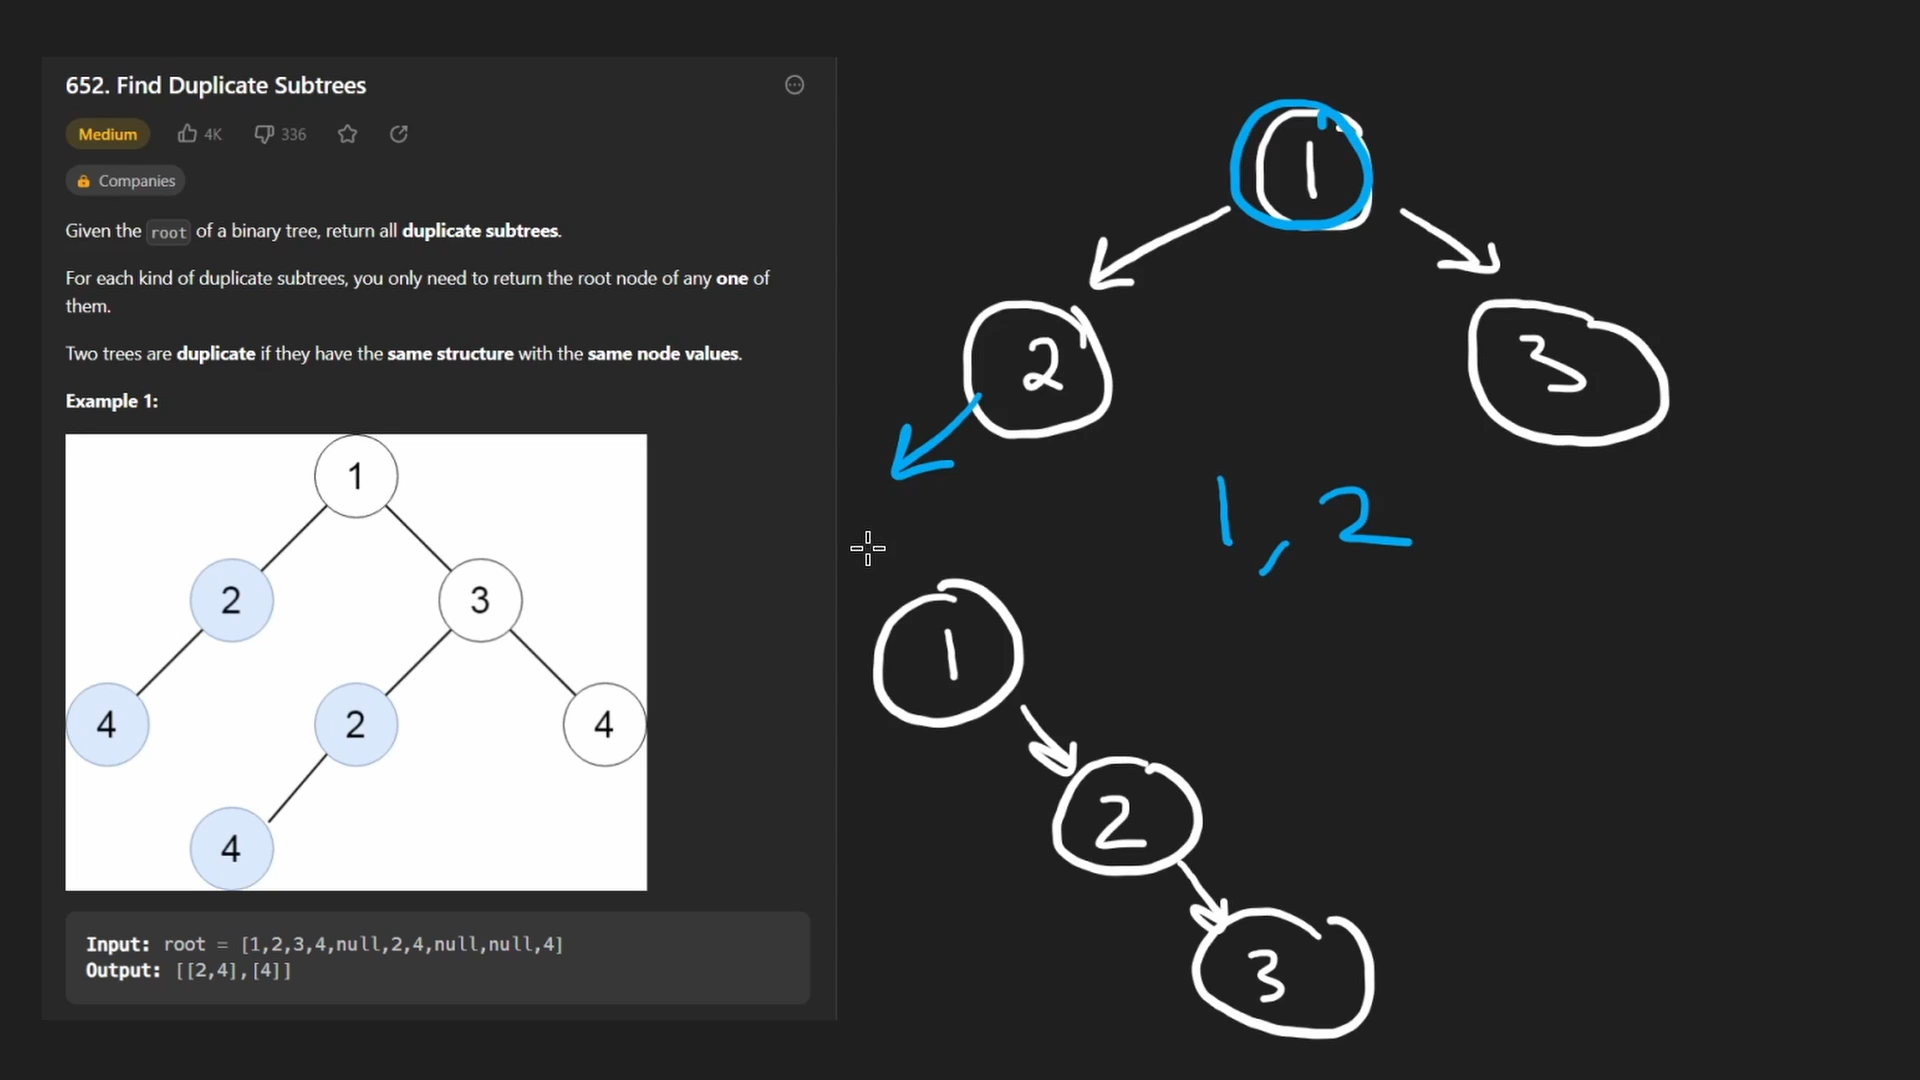 652. Find Duplicate Subtrees
Medium 4K 336
Companies
Given the root of a binary tree, return all duplicate subtrees.
For each kind of duplicate subtrees, you only need to return the root node of any one of
them.
Two trees are duplicate if they have the same structure with the same node values.
Example 1:
1
2 3
4 2 4
4
Input: root = [1,2,3,4,null,2,4,null,null,4]
Output: [[2,4],[4]]
1
2 3
1, 2
1
2
3